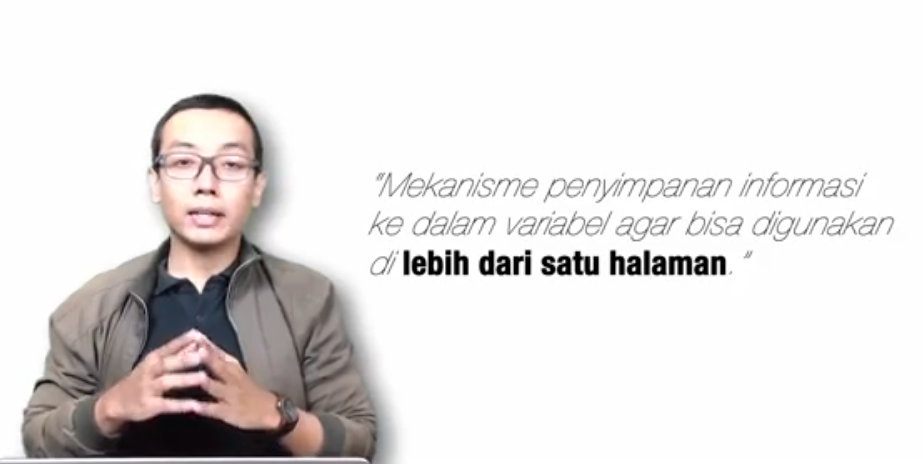 "Mekanisme penyimpanan informasi
ke dalam variabel agar bisa digunakan
di lebih dari satu halaman. "